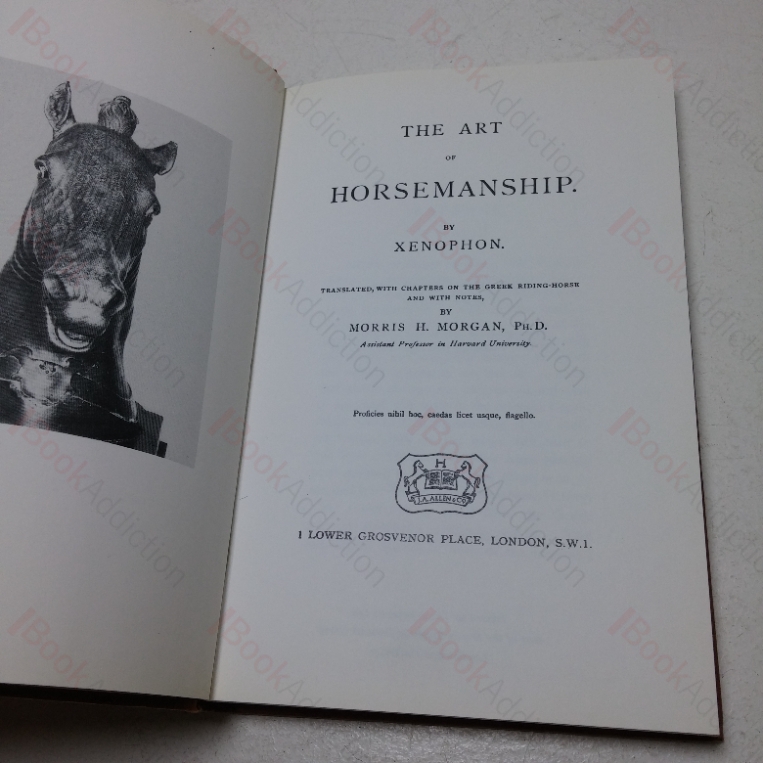 THE ART
OF
HORSEMANSHIP.
BY
XENOPHON.
TRANSLATED, WITH CHAPTERS ON THE GREEK RIDING-HORSE
AND WITH NOTES,
BY
MORRIS H. MORGAN, PH.D.
Assistant Professor in Harvard University.
Proficies nihil hoc, caedas licet usque, flagello.
H
J.A. ALLEN & CO
1 LOWER GROSVENOR PLACE, LONDON, S.W.1.
BookAddiction